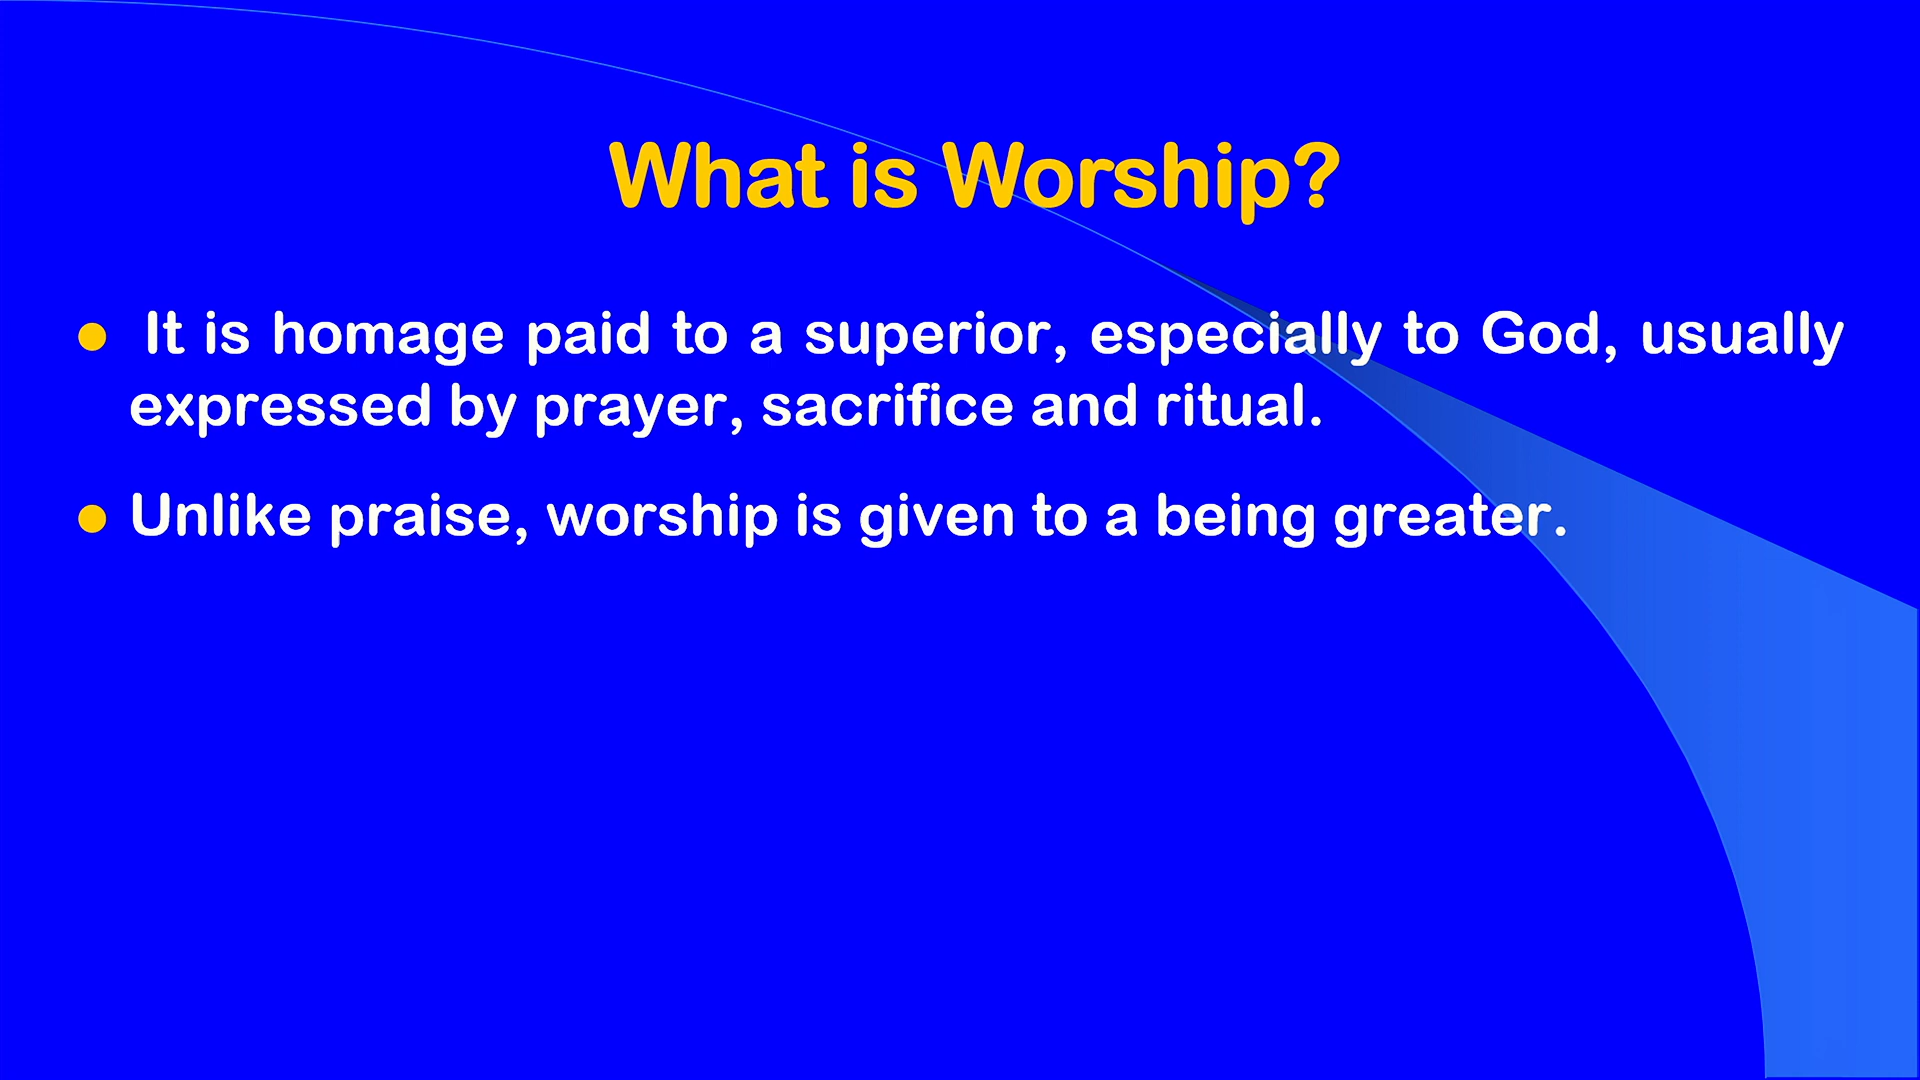 What is Worship?
It is homage paid to a superior, especially to God, usually
expressed by prayer, sacrifice and ritual.
Unlike praise, worship is given to a being greater.